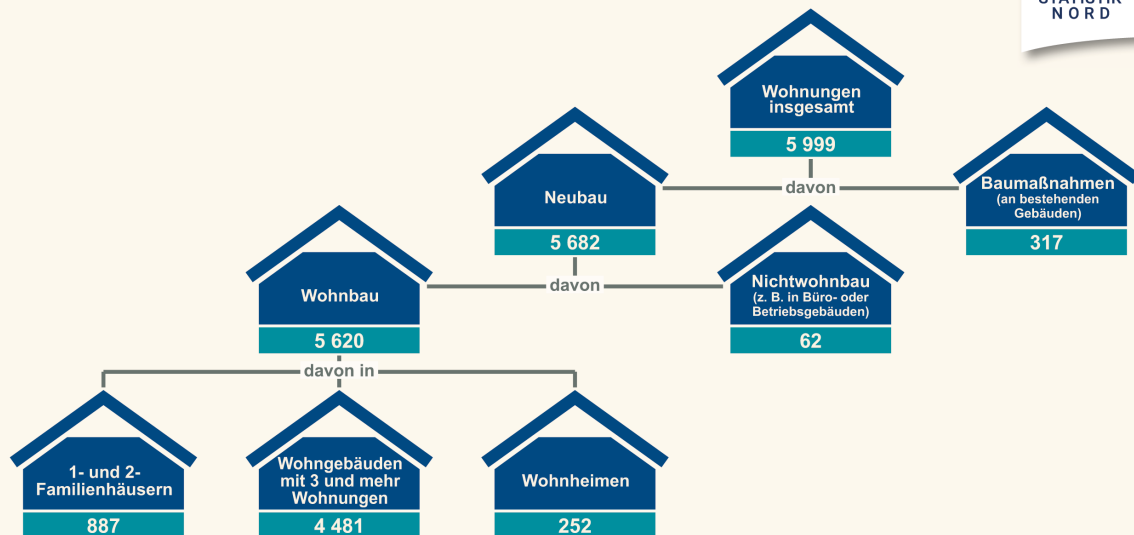 STATISTIK
NORD
Wohnungen
insgesamt
5 999
davon
Neubau
5 682
Baumaßnahmen
(an bestehenden
Gebäuden)
317
davon
Wohnbau
5 620
Nichtwohnbau
(z. B. in Büro- oder
Betriebsgebäuden)
62
davon in
1- und 2-
Familienhäusern
887
Wohngebäuden
mit 3 und mehr
Wohnungen
4 481
Wohnheimen
252